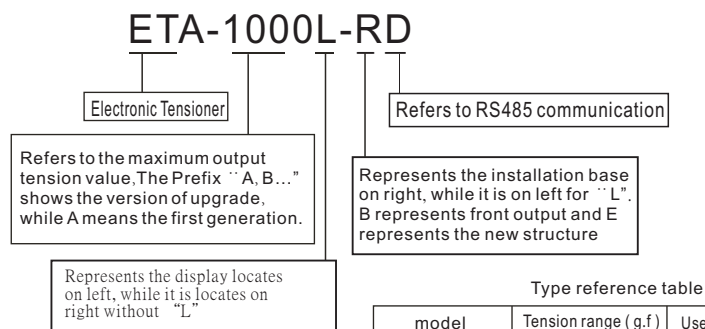 ETA-1000L-RD
Electronic Tensioner
Refers to RS485 communication
Refers to the maximum output
tension value,The Prefix ¨A, B…”
shows the version of upgrade,
while A means the first generation.
Represents the installation base
on right, while it is on left for ¨L”.
B represents front output and E
represents the new structure
Represents the display locates
on left, while it is locates on
right without “L”
Type reference table
model
Tension range ( g.f )
Use